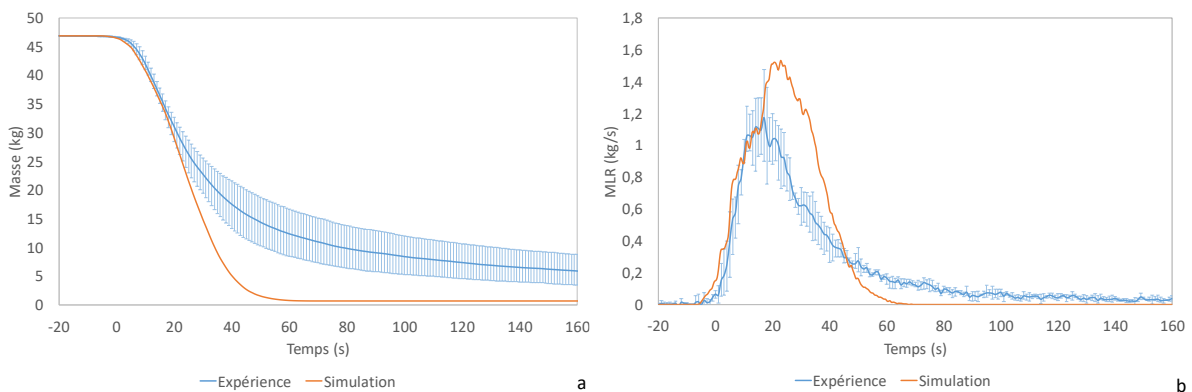 50
45
40
35
30
25
20
15
10
5
0
Masse (kg)
-20 0 20 40 60 80 100 120 140 160
Temps (s)
Expérience Simulation
a
1,8
1,6
1,4
1,2
1
0,8
0,6
0,4
0,2
0
MLR (kg/s)
-20 0 20 40 60 80 100 120 140 160
Temps (s)
Expérience Simulation
b